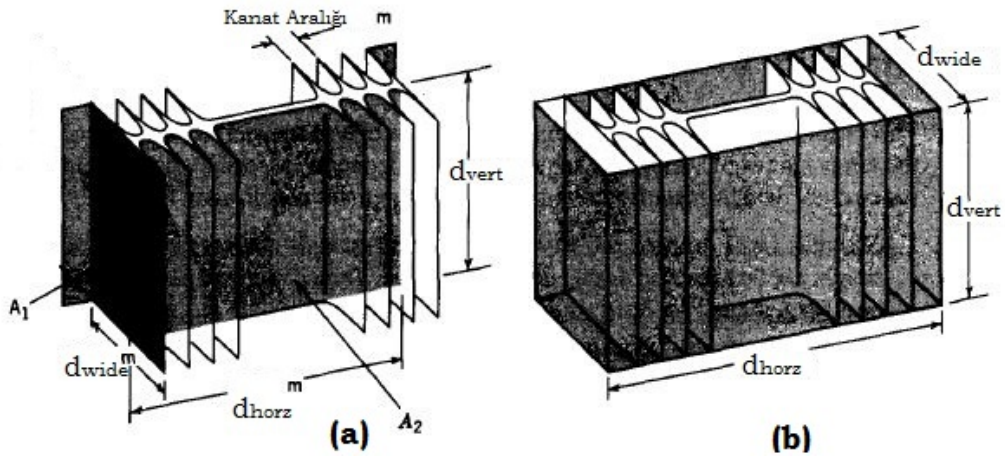 Kanat Aralığı
m
dvert
A1
dwide
m
m
dhorz
A2
(a)
dwide
dvert
dhorz
(b)